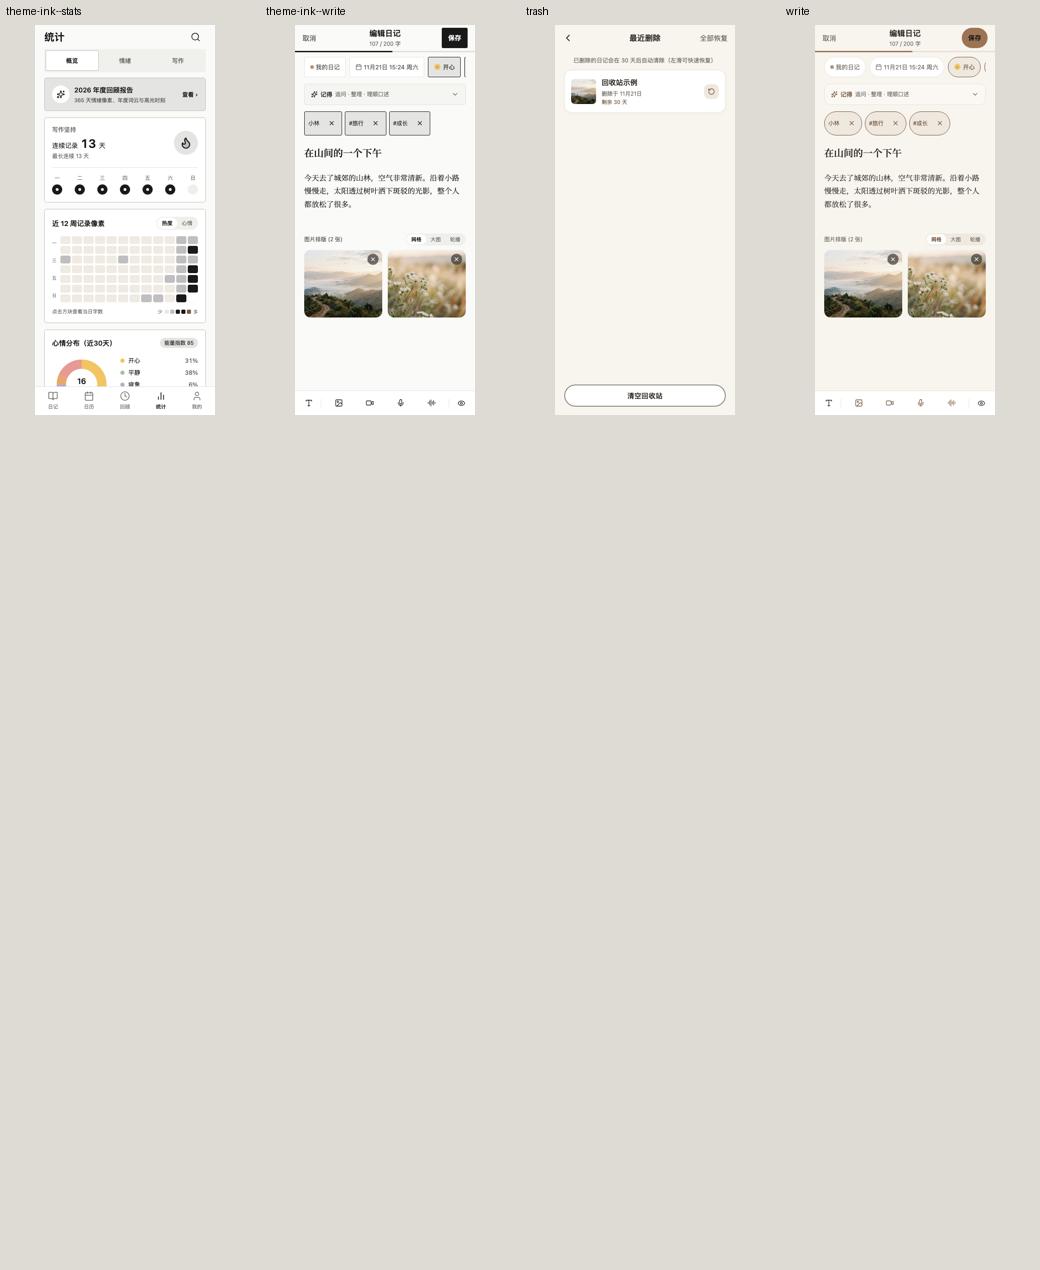 theme-ink--stats
统计
概览 情绪 写作
2026 年度回顾报告
365 天情绪像素、年度词云与高光时刻
查看 ›
写作坚持
连续记录 13 天
最长连续 13 天
一 二 三 四 五 六 日
近 12 周记录像素
热度 心情
一
三
五
日
点击方块查看当日字数
少 多
心情分布（近30天）
能量指数 85
16
开心 31%
平静 38%
疲惫 6%
日记 日历 回顾 统计 我的
theme-ink--write
取消
编辑日记
107 / 200 字
保存
我的日记
11月21日 15:24 周六
开心
记得 追问 · 整理 · 理顺口述
小林 ×
#旅行 ×
#成长 ×
在山间的一个下午
今天去了城郊的山林，空气非常清新。沿着小路
慢慢走，太阳透过树叶洒下斑驳的光影，整个人
都放松了很多。
图片排版 (2 张)
网格 大图 轮播
trash
最近删除
全部恢复
已删除的日记会在 30 天后自动清除（左滑可快速恢复）
回收站示例
删除于 11月21日
剩余 30 天
清空回收站
write
取消
编辑日记
107 / 200 字
保存
我的日记
11月21日 15:24 周六
开心
记得 追问 · 整理 · 理顺口述
小林 ×
#旅行 ×
#成长 ×
在山间的一个下午
今天去了城郊的山林，空气非常清新。沿着小路
慢慢走，太阳透过树叶洒下斑驳的光影，整个人
都放松了很多。
图片排版 (2 张)
网格 大图 轮播